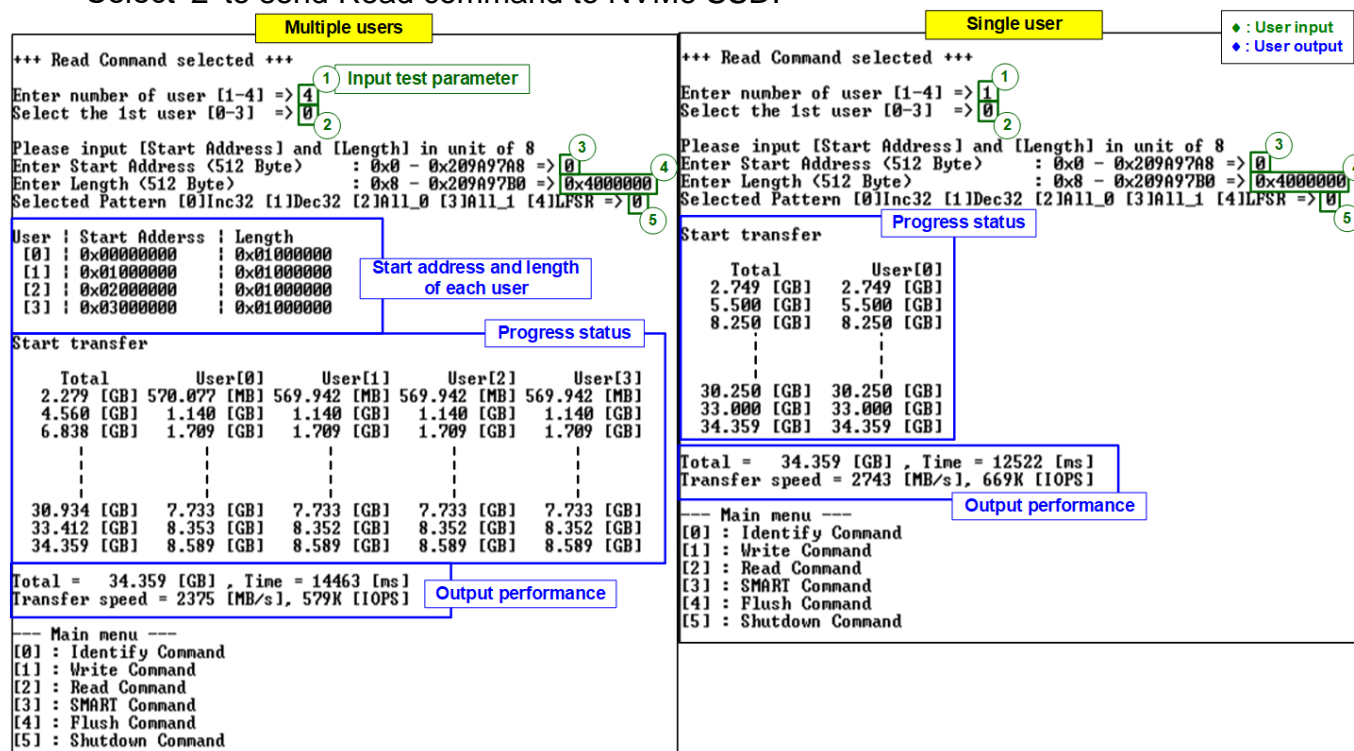 Select '2' to send Read command to NVMe SSD.
Multiple users
+++ Read Command selected +++
1 Input test parameter
Enter number of user [1-4] => 4
Select the 1st user [0-3] => 0
2
Please input [Start Address] and [Length] in unit of 8
3
Enter Start Address (512 Byte) : 0x0 - 0x209A97A8 => 0
4
Enter Length (512 Byte) : 0x8 - 0x209A97B0 => 0x4000000
Selected Pattern [0]Inc32 [1]Dec32 [2]All_0 [3]All_1 [4]LFSR => 0
5
User | Start Adderss | Length
[0] | 0x00000000 | 0x01000000
[1] | 0x01000000 | 0x01000000
[2] | 0x02000000 | 0x01000000
[3] | 0x03000000 | 0x01000000
Start address and length
of each user
Progress status
Start transfer
Total User[0] User[1] User[2] User[3]
2.279 [GB] 570.077 [MB] 569.942 [MB] 569.942 [MB] 569.942 [MB]
4.560 [GB] 1.140 [GB] 1.140 [GB] 1.140 [GB] 1.140 [GB]
6.838 [GB] 1.709 [GB] 1.709 [GB] 1.709 [GB] 1.709 [GB]
30.934 [GB] 7.733 [GB] 7.733 [GB] 7.733 [GB] 7.733 [GB]
33.412 [GB] 8.353 [GB] 8.352 [GB] 8.352 [GB] 8.352 [GB]
34.359 [GB] 8.589 [GB] 8.589 [GB] 8.589 [GB] 8.589 [GB]
Total = 34.359 [GB] , Time = 14463 [ms]
Transfer speed = 2375 [MB/s], 579K [IOPS]
Output performance
--- Main menu ---
[0] : Identify Command
[1] : Write Command
[2] : Read Command
[3] : SMART Command
[4] : Flush Command
[5] : Shutdown Command
Single user
♦ : User input
♦ : User output
+++ Read Command selected +++
1
Enter number of user [1-4] => 1
Select the 1st user [0-3] => 0
2
Please input [Start Address] and [Length] in unit of 8
3
Enter Start Address (512 Byte) : 0x0 - 0x209A97A8 => 0
4
Enter Length (512 Byte) : 0x8 - 0x209A97B0 => 0x4000000
Selected Pattern [0]Inc32 [1]Dec32 [2]All_0 [3]All_1 [4]LFSR => 0
5
Progress status
Start transfer
Total User[0]
2.749 [GB] 2.749 [GB]
5.500 [GB] 5.500 [GB]
8.250 [GB] 8.250 [GB]
30.250 [GB] 30.250 [GB]
33.000 [GB] 33.000 [GB]
34.359 [GB] 34.359 [GB]
Total = 34.359 [GB] , Time = 12522 [ms]
Transfer speed = 2743 [MB/s], 669K [IOPS]
Output performance
--- Main menu ---
[0] : Identify Command
[1] : Write Command
[2] : Read Command
[3] : SMART Command
[4] : Flush Command
[5] : Shutdown Command